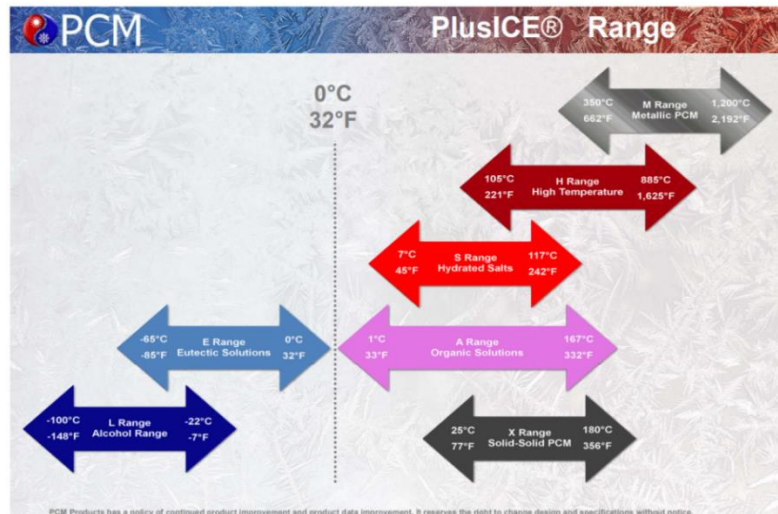 PCM
PlusICE® Range
0°C
32°F
350°C M Range 1,200°C
662°F Metallic PCM 2,192°F
105°C H Range 885°C
221°F High Temperature 1,625°F
7°C S Range 117°C
45°F Hydrated Salts 242°F
-65°C E Range 0°C
-85°F Eutectic Solutions 32°F
1°C A Range 167°C
33°F Organic Solutions 332°F
-100°C L Range -22°C
-148°F Alcohol Range -7°F
25°C X Range 180°C
77°F Solid-Solid PCM 356°F
PCM Products has a policy of continued product improvement and product data improvement. It reserves the right to change design and specifications without notice.